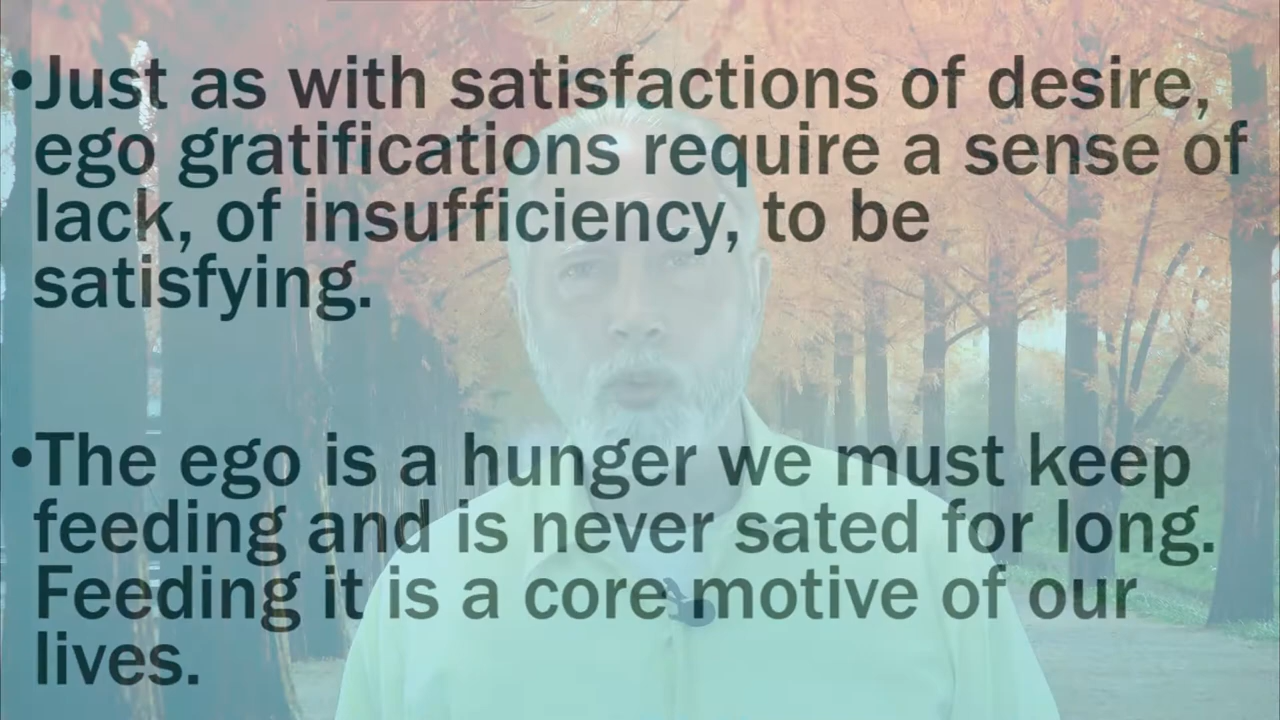 •Just as with satisfactions of desire,
ego gratifications require a sense of
lack, of insufficiency, to be
satisfying.
•The ego is a hunger we must keep
feeding and is never sated for long.
Feeding it is a core motive of our
lives.